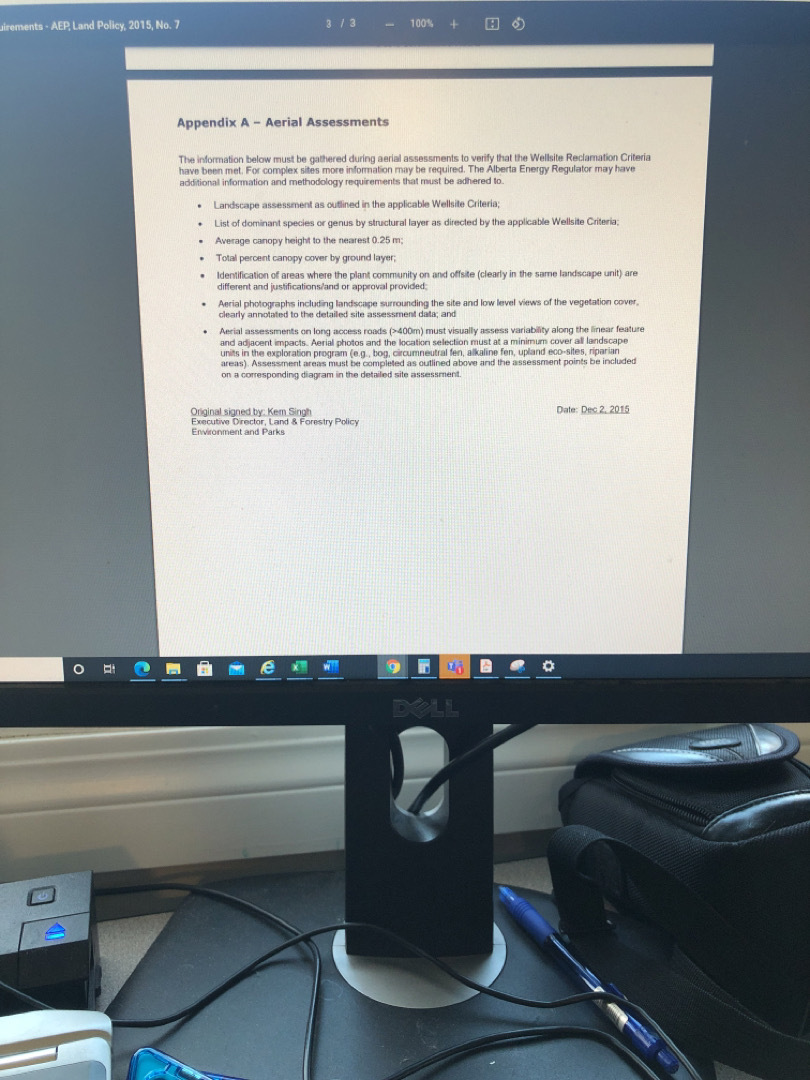 uirements - AEP, Land Policy, 2015, No. 7
3 / 3
100%
Appendix A – Aerial Assessments
The information below must be gathered during aerial assessments to verify that the Wellsite Reclamation Criteria
have been met. For complex sites more information may be required. The Alberta Energy Regulator may have
additional information and methodology requirements that must be adhered to.
• Landscape assessment as outlined in the applicable Wellsite Criteria;
• List of dominant species or genus by structural layer as directed by the applicable Wellsite Criteria;
• Average canopy height to the nearest 0.25 m;
• Total percent canopy cover by ground layer;
• Identification of areas where the plant community on and offsite (clearly in the same landscape unit) are
different and justifications/and or approval provided;
• Aerial photographs including landscape surrounding the site and low level views of the vegetation cover,
clearly annotated to the detailed site assessment data; and
• Aerial assessments on long access roads (>400m) must visually assess variability along the linear feature
and adjacent impacts. Aerial photos and the location selection must at a minimum cover all landscape
units in the exploration program (e.g., bog, circumneutral fen, alkaline fen, upland eco-sites, riparian
areas). Assessment areas must be completed as outlined above and the assessment points be included
on a corresponding diagram in the detailed site assessment.
Original signed by: Kem Singh
Date: Dec 2, 2015
Executive Director, Land & Forestry Policy
Environment and Parks
DELL